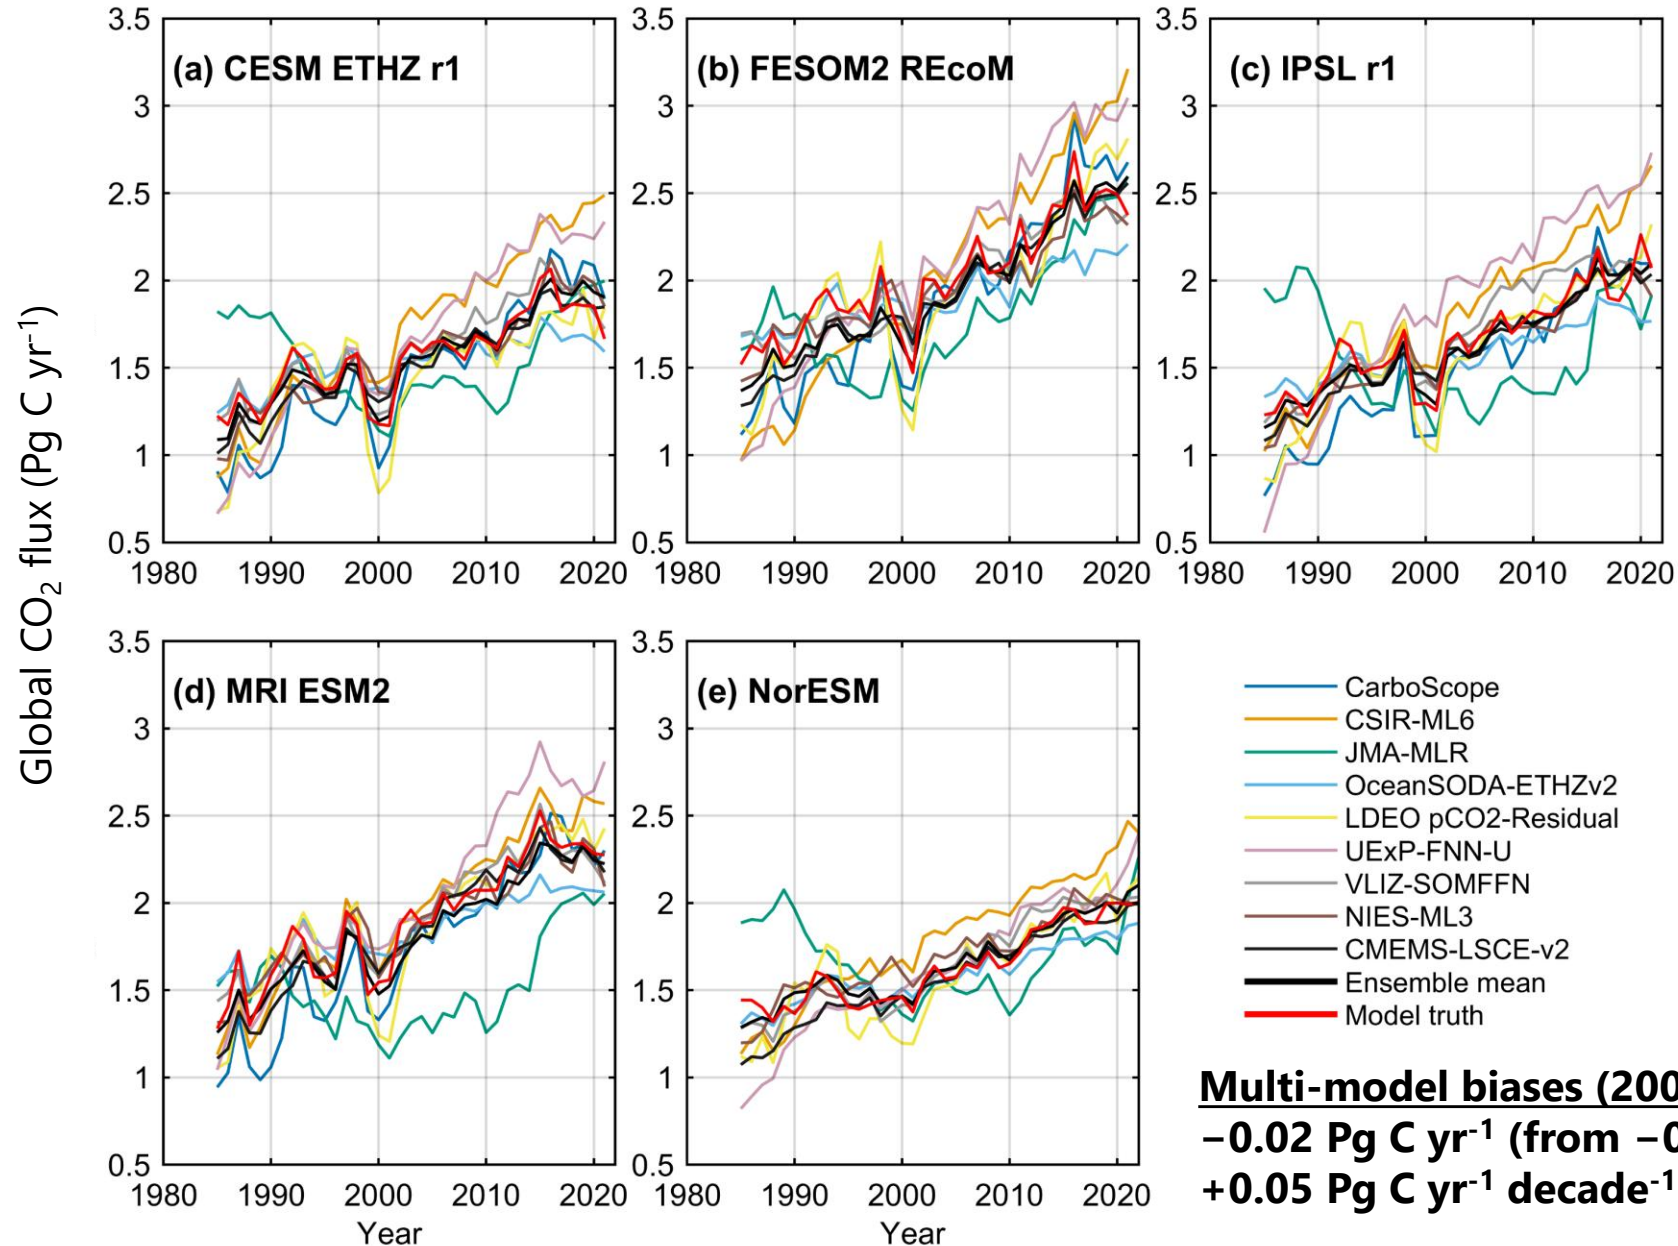 Global CO₂ flux (Pg C yr⁻¹)
(a) CESM ETHZ r1
3.5
3
2.5
2
1.5
1
0.5
1980 1990 2000 2010 2020
(b) FESOM2 REcoM
3.5
3
2.5
2
1.5
1
0.5
1980 1990 2000 2010 2020
(c) IPSL r1
3.5
3
2.5
2
1.5
1
0.5
1980 1990 2000 2010 2020
(d) MRI ESM2
3.5
3
2.5
2
1.5
1
0.5
1980 1990 2000 2010 2020
Year
(e) NorESM
3.5
3
2.5
2
1.5
1
0.5
1980 1990 2000 2010 2020
Year
CarboScope
CSIR-ML6
JMA-MLR
OceanSODA-ETHZv2
LDEO pCO2-Residual
UExP-FNN-U
VLIZ-SOMFFN
NIES-ML3
CMEMS-LSCE-v2
Ensemble mean
Model truth
Multi-model biases (200
−0.02 Pg C yr⁻¹ (from −0
+0.05 Pg C yr⁻¹ decade⁻¹